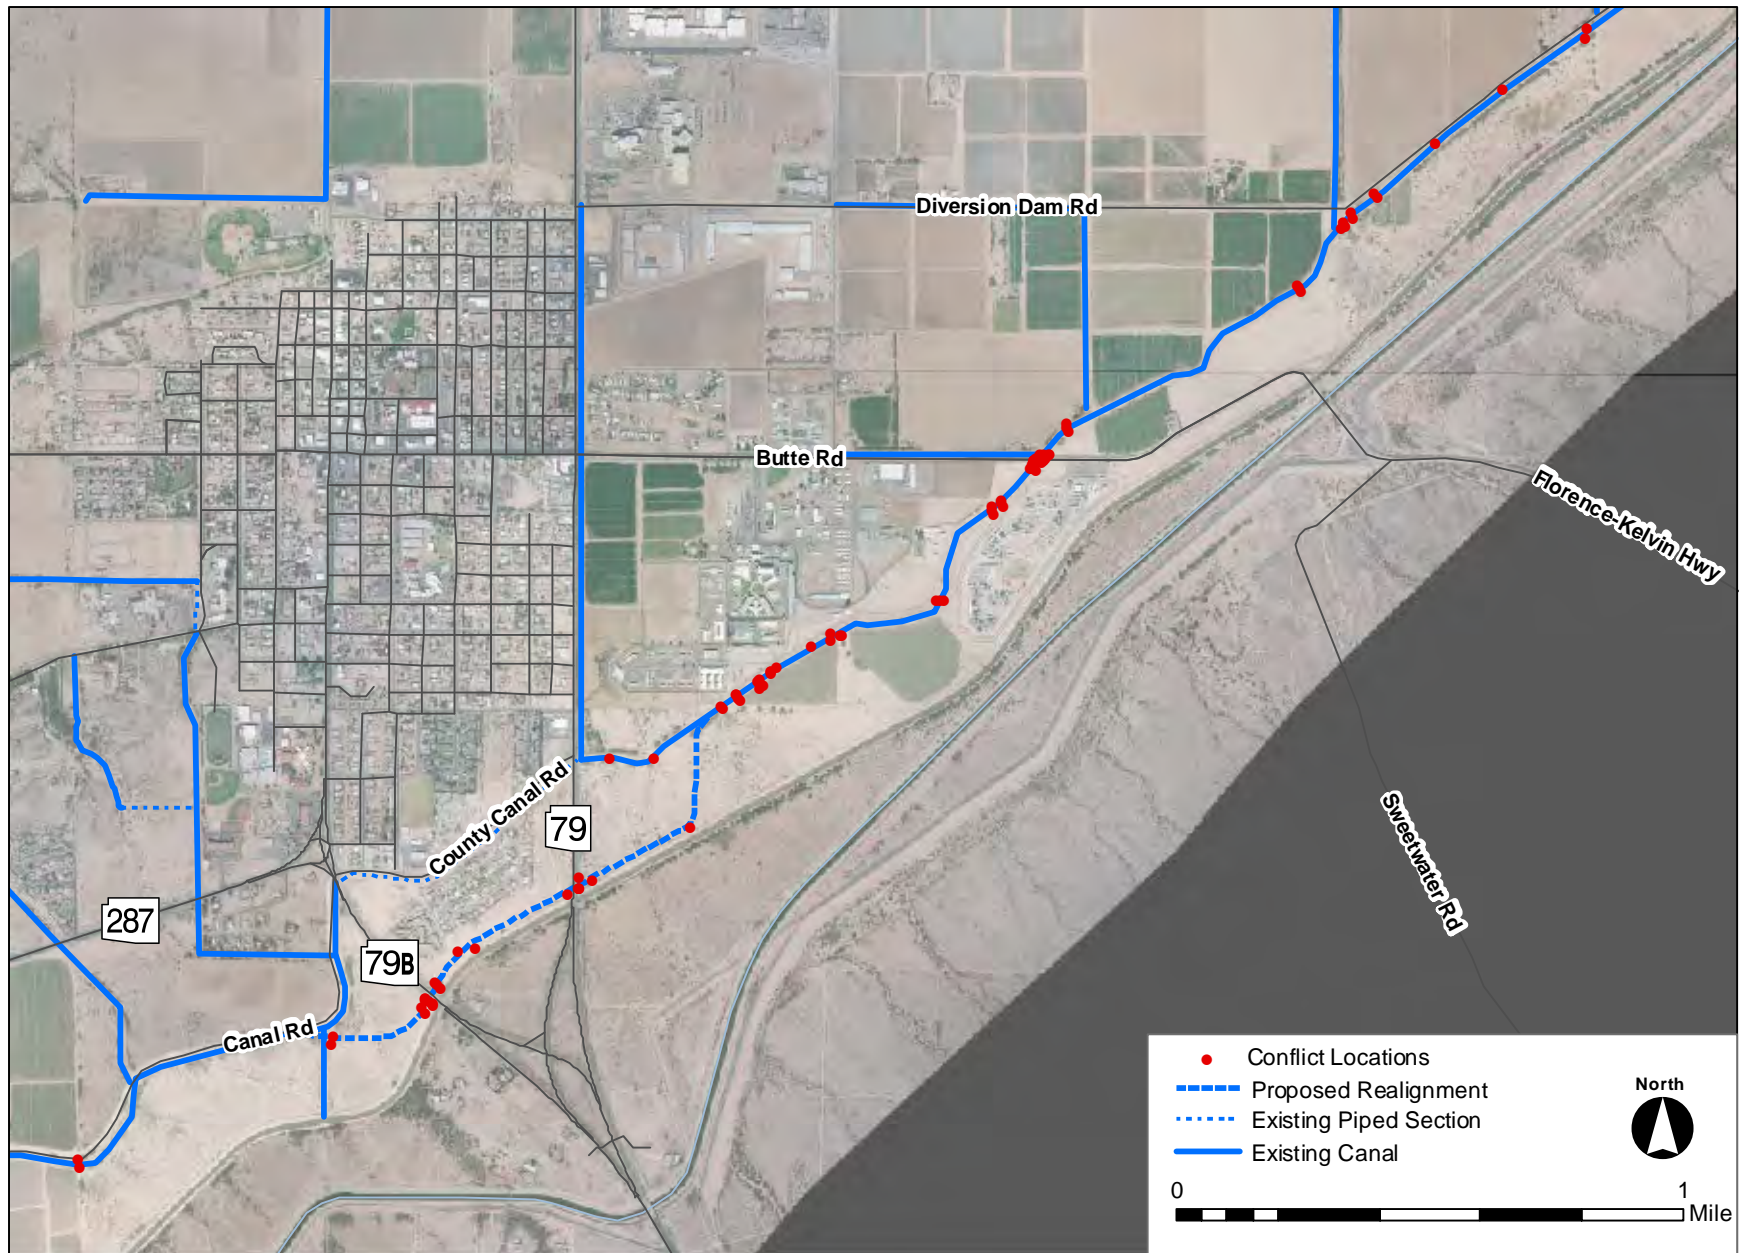 Diversion Dam Rd
Butte Rd
Florence-Kelvin Hwy
County Canal Rd
79
Sweetwater Rd
287
79B
Canal Rd
Conflict Locations
Proposed Realignment
Existing Piped Section
Existing Canal
North
0 1
Mile